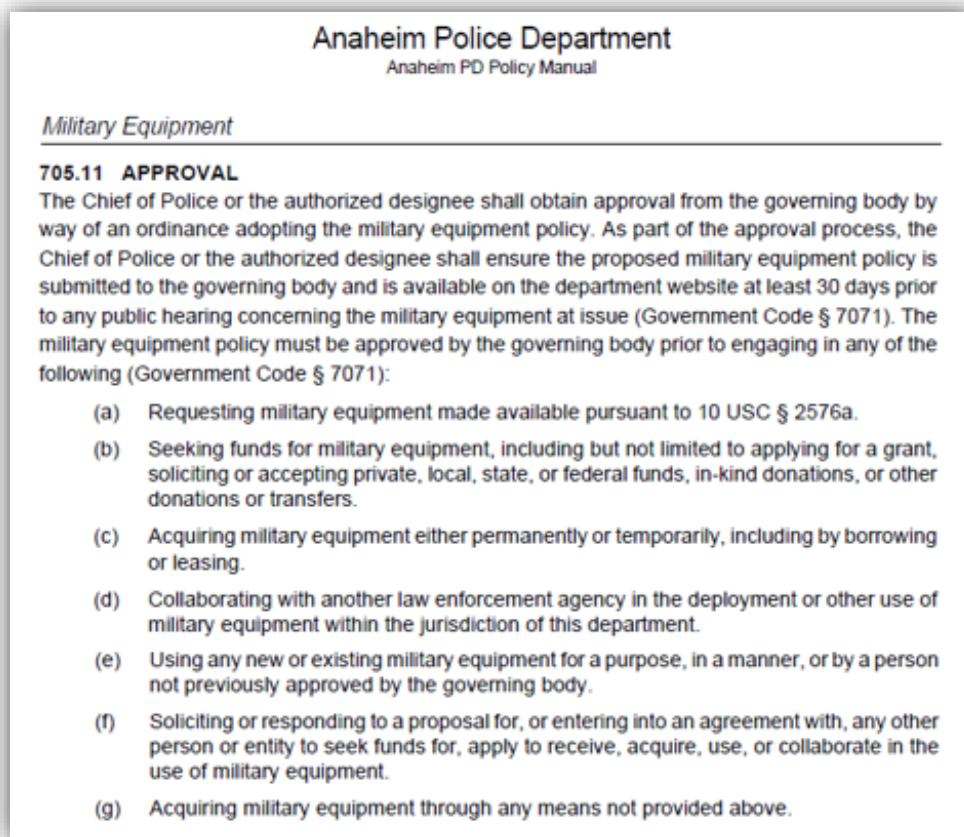 Anaheim Police Department
Anaheim PD Policy Manual
Military Equipment
705.11 APPROVAL
The Chief of Police or the authorized designee shall obtain approval from the governing body by
way of an ordinance adopting the military equipment policy. As part of the approval process, the
Chief of Police or the authorized designee shall ensure the proposed military equipment policy is
submitted to the governing body and is available on the department website at least 30 days prior
to any public hearing concerning the military equipment at issue (Government Code § 7071). The
military equipment policy must be approved by the governing body prior to engaging in any of the
following (Government Code § 7071):
(a) Requesting military equipment made available pursuant to 10 USC § 2576a.
(b) Seeking funds for military equipment, including but not limited to applying for a grant,
soliciting or accepting private, local, state, or federal funds, in-kind donations, or other
donations or transfers.
(c) Acquiring military equipment either permanently or temporarily, including by borrowing
or leasing.
(d) Collaborating with another law enforcement agency in the deployment or other use of
military equipment within the jurisdiction of this department.
(e) Using any new or existing military equipment for a purpose, in a manner, or by a person
not previously approved by the governing body.
(f) Soliciting or responding to a proposal for, or entering into an agreement with, any other
person or entity to seek funds for, apply to receive, acquire, use, or collaborate in the
use of military equipment.
(g) Acquiring military equipment through any means not provided above.